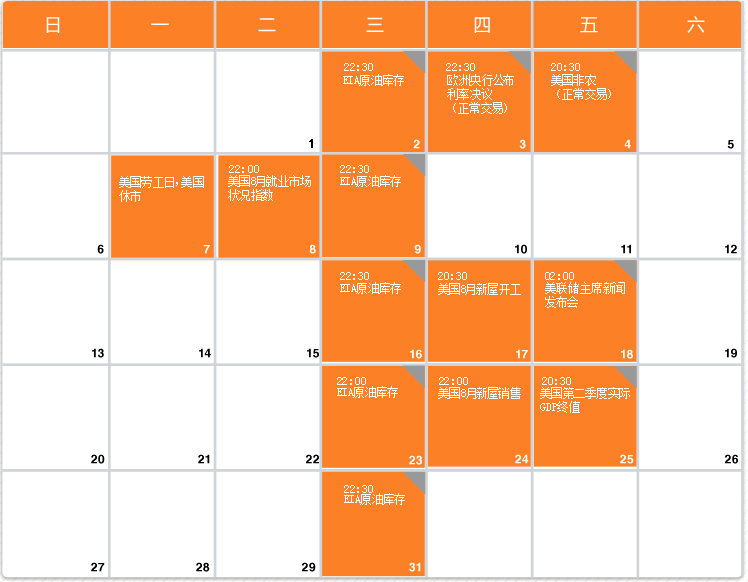 日 一 二 三 四 五 六
22:30
EIA原油库存
22:30
欧洲央行公布
利率决议
（正常交易）
20:30
美国非农
（正常交易）
1 2 3 4 5
美国劳工日,美国
休市
22:00
美国8月就业市场
状况指数
22:30
EIA原油库存
6 7 8 9 10 11 12
22:30
EIA原油库存
20:30
美国8月新屋开工
02:00
美联储主席新闻
发布会
13 14 15 16 17 18 19
22:00
EIA原油库存
22:00
美国8月新屋销售
20:30
美国第二季度实际
GDP终值
20 21 22 23 24 25 26
22:30
EIA原油库存
27 28 29 31